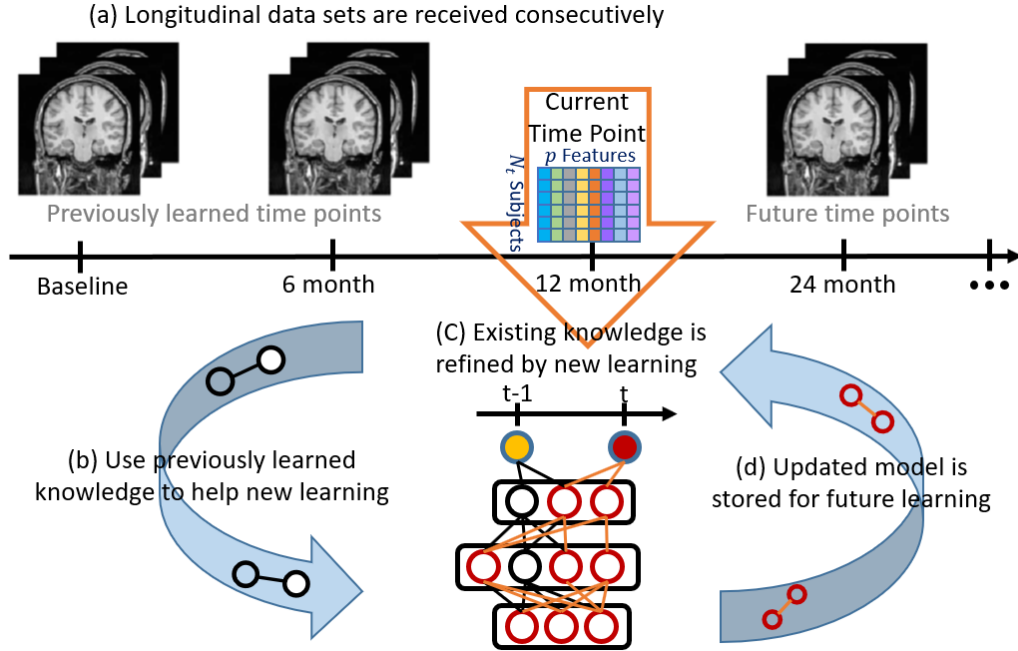 (a) Longitudinal data sets are received consecutively
Current
Time Point
p Features
N_t Subjects
Previously learned time points
Future time points
Baseline
6 month
12 month
24 month
•••
(C) Existing knowledge is
refined by new learning
t-1
t
(b) Use previously learned
knowledge to help new learning
(d) Updated model is
stored for future learning